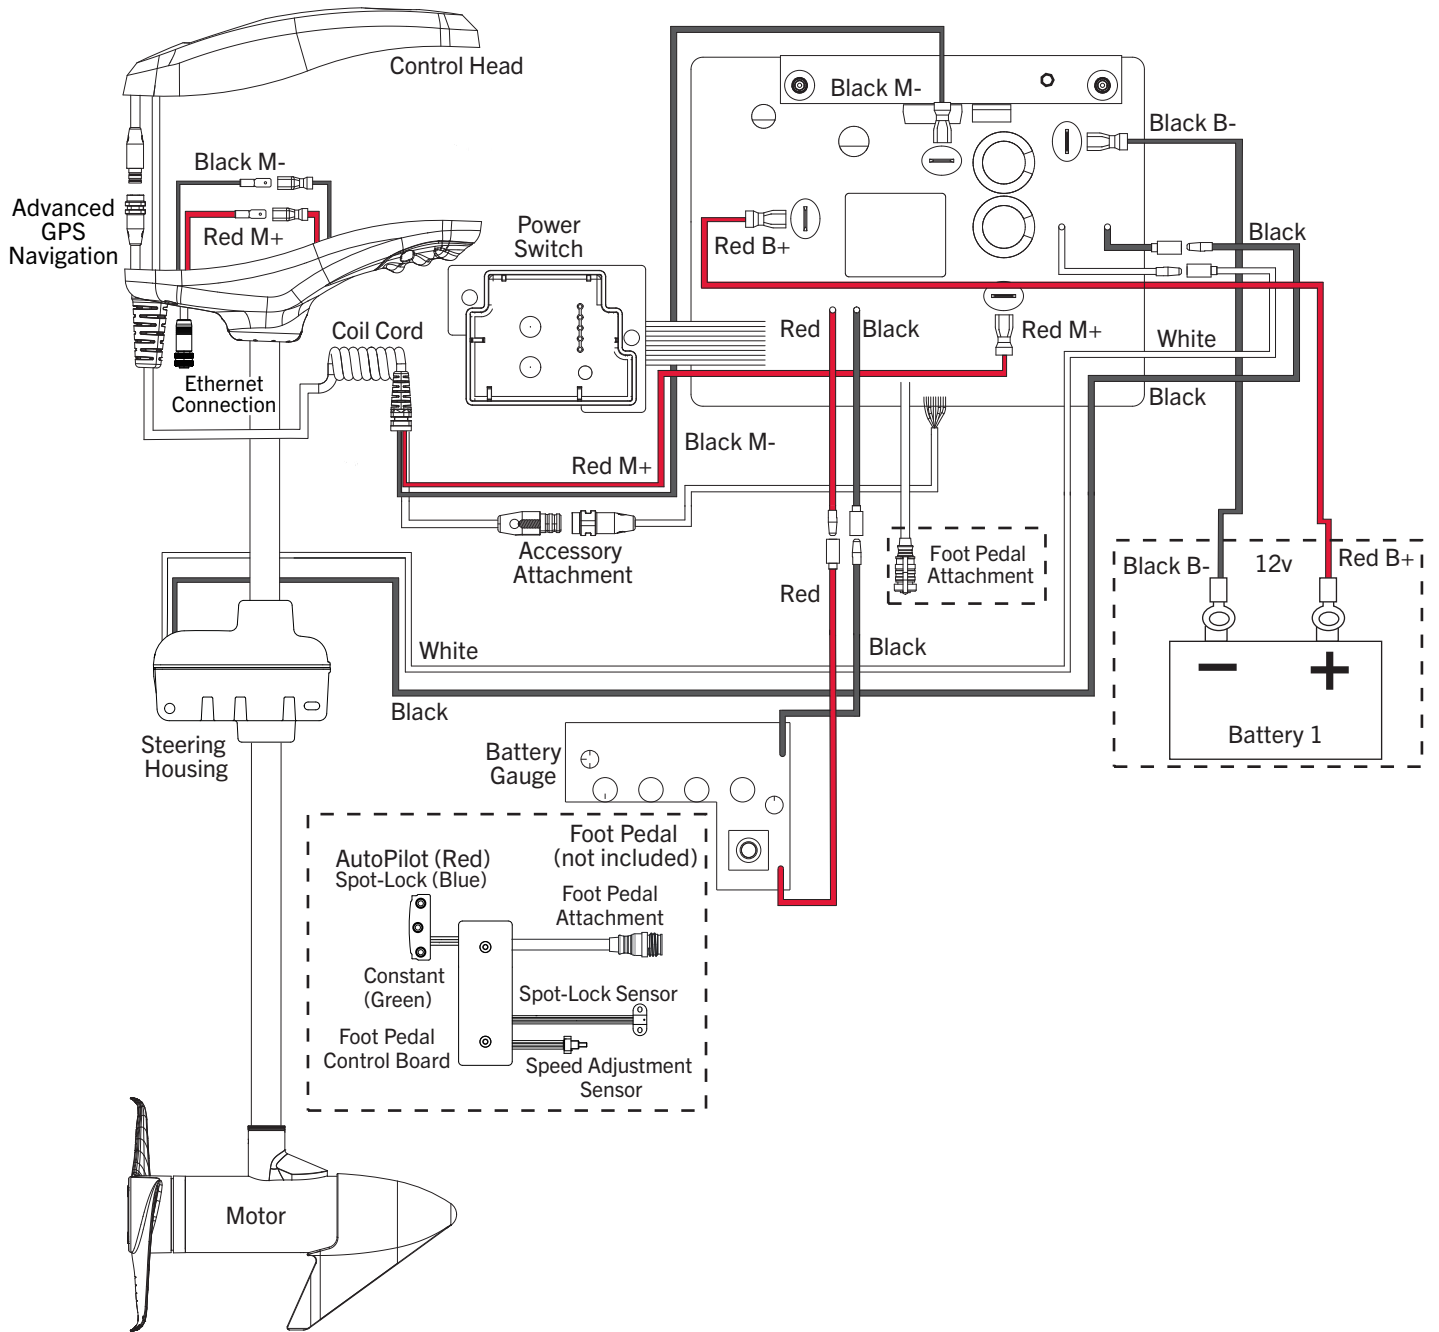 Control Head
Black M-
Black B-
Black M-
Advanced
GPS
Navigation
Red M+
Power
Switch
Red B+
Black
Coil Cord
Red
Black
Red M+
White
Ethernet
Connection
Black
Black M-
Red M+
Accessory
Attachment
Foot Pedal
Attachment
Black B-
12v
Red B+
Red
White
Black
Black
Battery 1
Steering
Housing
Battery
Gauge
Foot Pedal
(not included)
AutoPilot (Red)
Spot-Lock (Blue)
Foot Pedal
Attachment
Constant
(Green)
Spot-Lock Sensor
Foot Pedal
Control Board
Speed Adjustment
Sensor
Motor